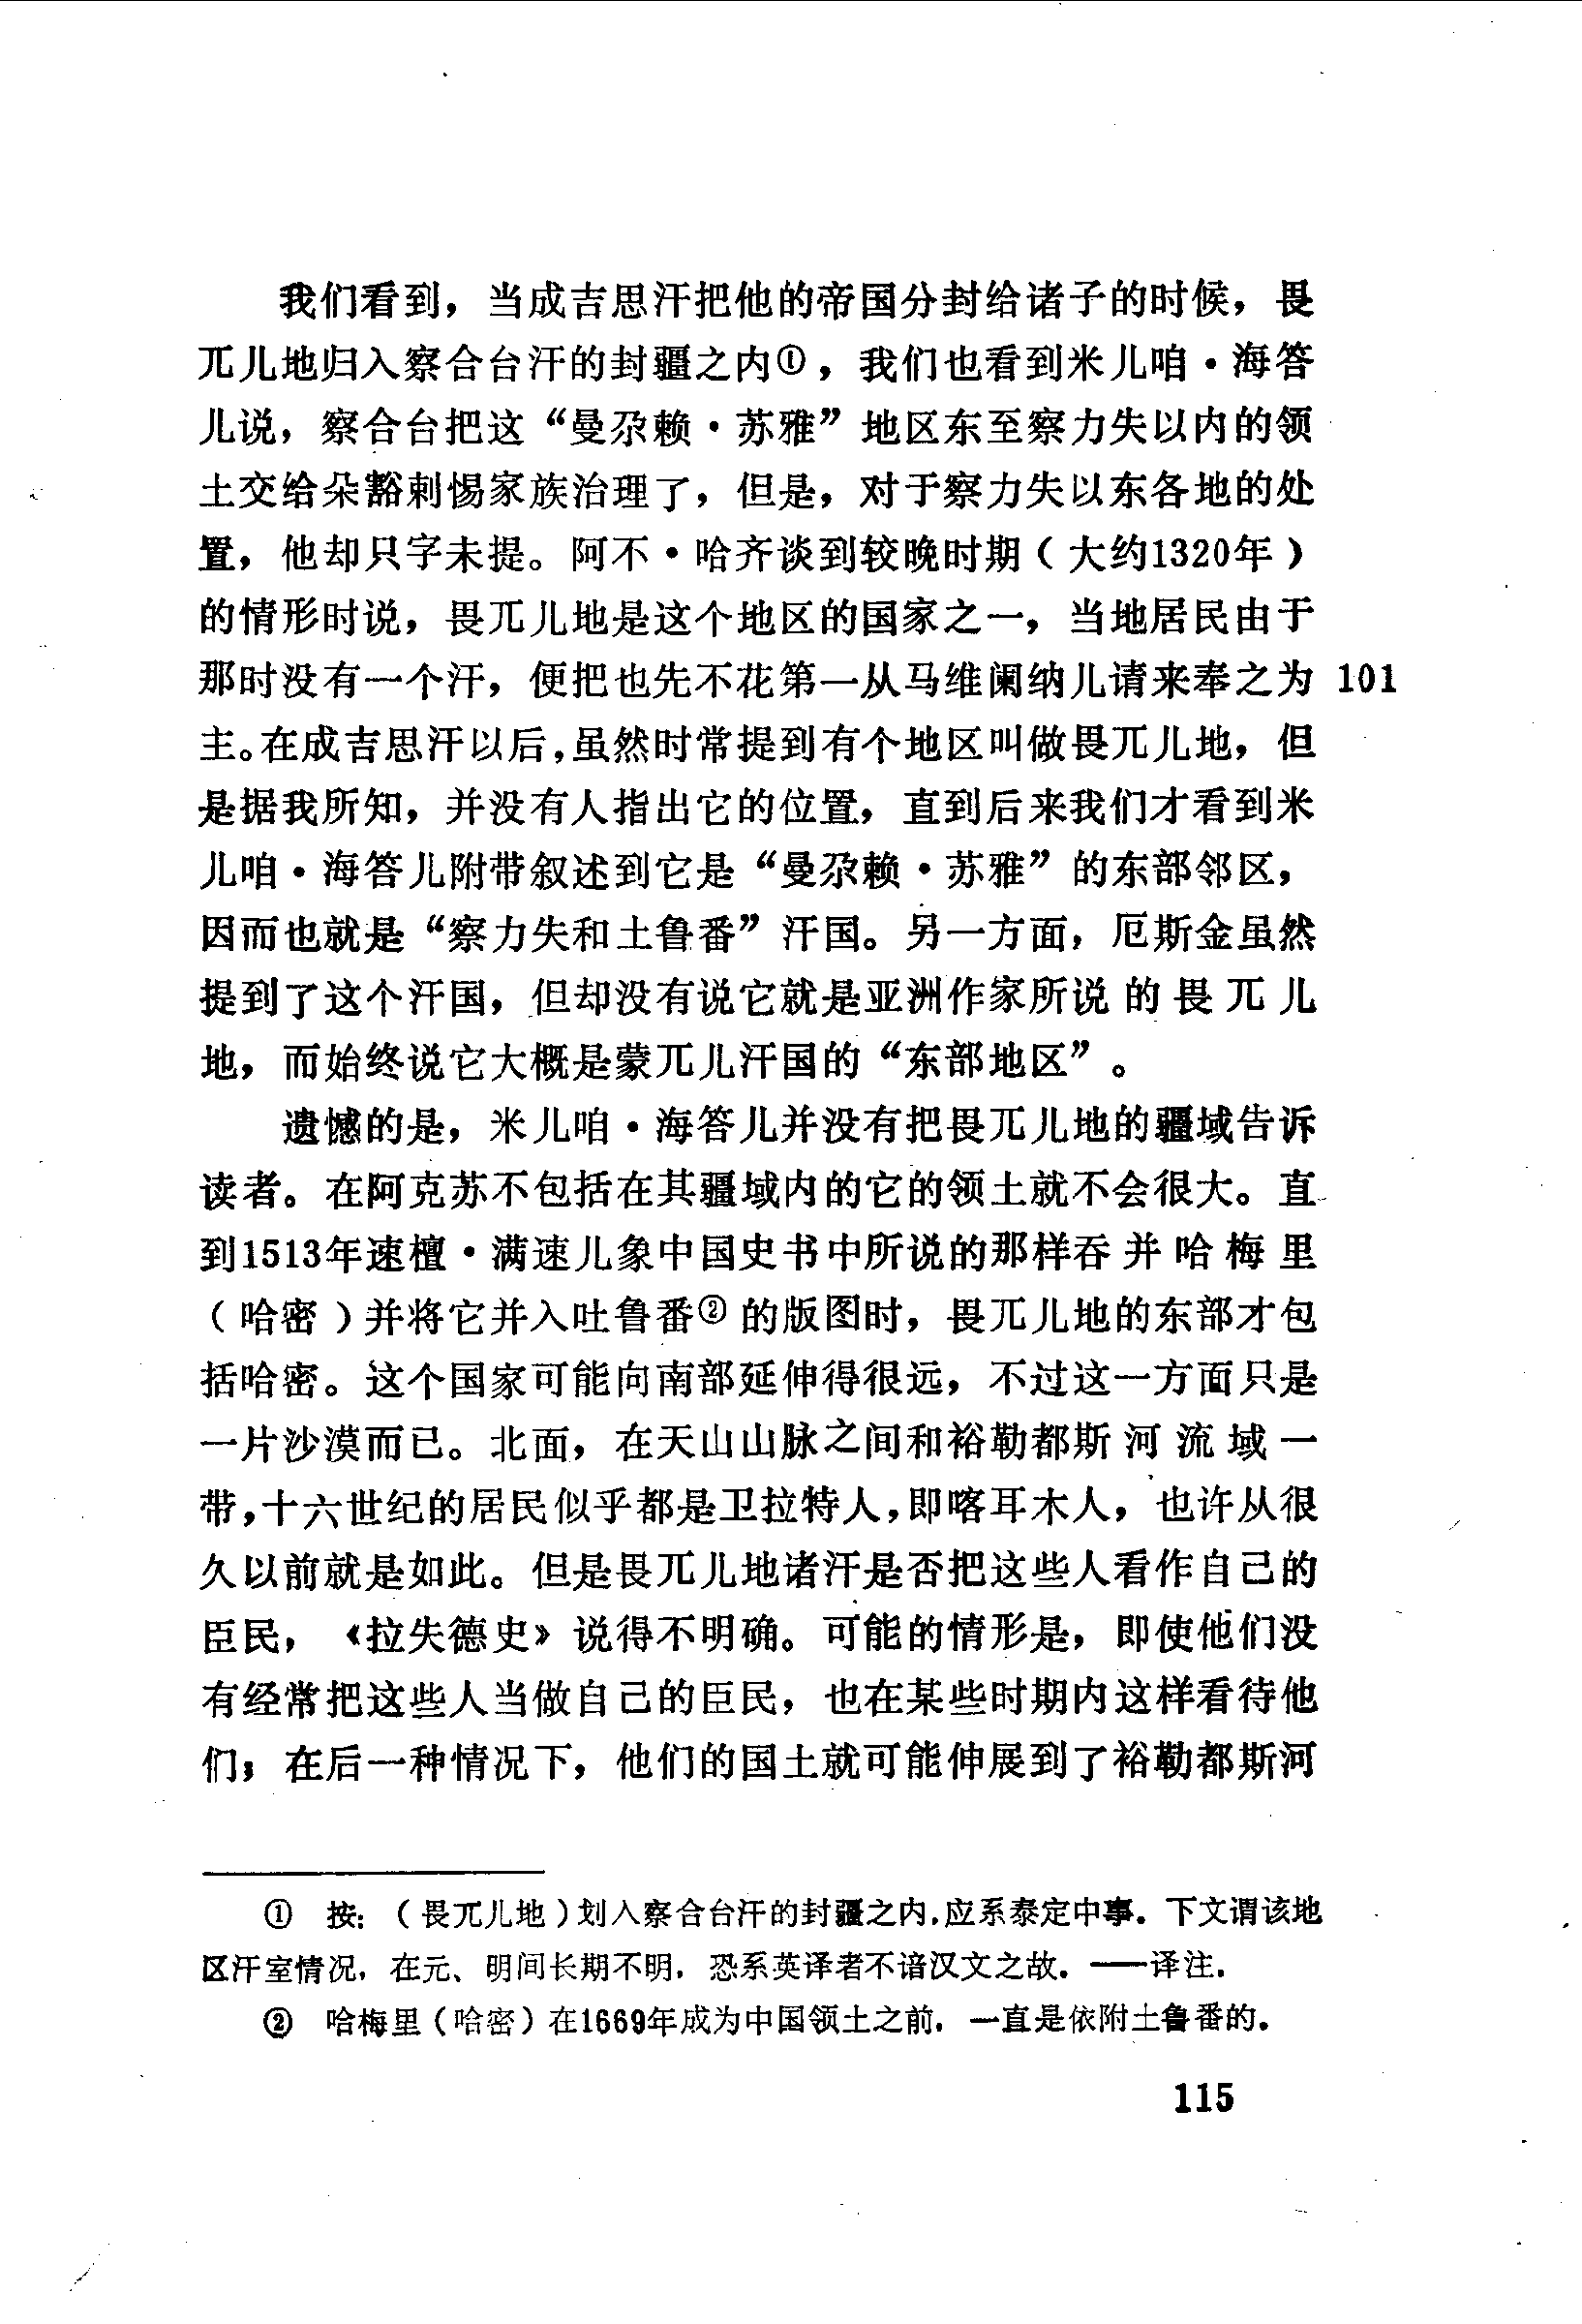 我们看到，当成吉思汗把他的帝国分封给诸子的时候，畏
兀儿地归入察合台汗的封疆之内①，我们也看到米儿咱·海答
儿说，察合台把这“曼尕赖·苏雅”地区东至察力失以内的领
土交给朵豁剌惕家族治理了，但是，对于察力失以东各地的处
置，他却只字未提。阿不·哈齐谈到较晚时期（大约1320年）
的情形时说，畏兀儿地是这个地区的国家之一，当地居民由于
那时没有一个汗，便把也先不花第一从马维阑纳儿请来奉之为 101
主。在成吉思汗以后，虽然时常提到有个地区叫做畏兀儿地，但
是据我所知，并没有人指出它的位置，直到后来我们才看到米
儿咱·海答儿附带叙述到它是“曼尕赖·苏雅”的东部邻区，
因而也就是“察力失和土鲁番”汗国。另一方面，厄斯金虽然
提到了这个汗国，但却没有说它就是亚洲作家所说的畏兀儿
地，而始终说它大概是蒙兀儿汗国的“东部地区”。
遗憾的是，米儿咱·海答儿并没有把畏兀儿地的疆域告诉
读者。在阿克苏不包括在其疆域内的它的领土就不会很大。直
到1513年速檀·满速儿象中国史书中所说的那样吞并哈梅里
（哈密）并将它并入吐鲁番②的版图时，畏兀儿地的东部才包
括哈密。这个国家可能向南部延伸得很远，不过这一方面只是
一片沙漠而已。北面，在天山山脉之间和裕勒都斯河流域一
带，十六世纪的居民似乎都是卫拉特人，即喀耳木人，也许从很
久以前就是如此。但是畏兀儿地诸汗是否把这些人看作自己的
臣民，《拉失德史》说得不明确。可能的情形是，即使他们没
有经常把这些人当做自己的臣民，也在某些时期内这样看待他
们；在后一种情况下，他们的国土就可能伸展到了裕勒都斯河
① 按：（畏兀儿地）划入察合台汗的封疆之内，应系泰定中事。下文谓该地
区汗室情况，在元、明间长期不明，恐系英译者不谙汉文之故。——译注。
② 哈梅里（哈密）在1669年成为中国领土之前，一直是依附土鲁番的。
115